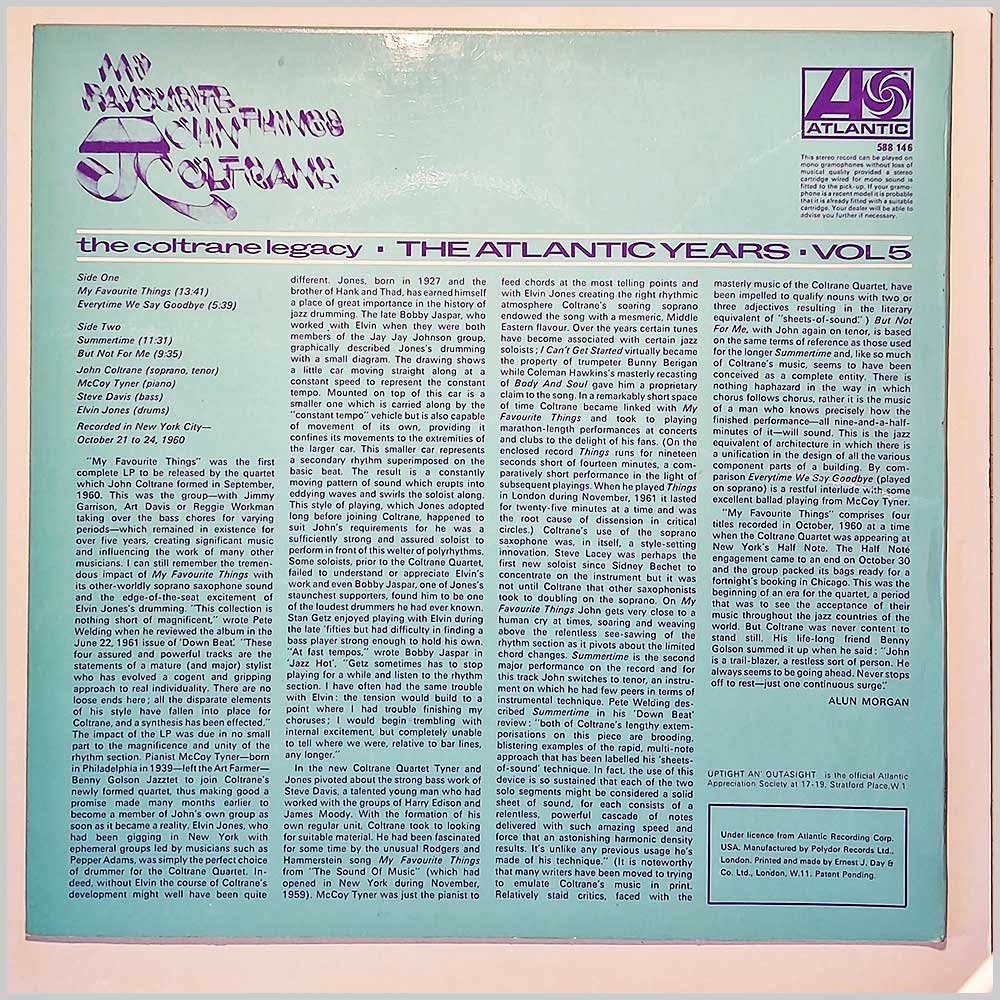 MY
FAVOURITE
THINGS
JOHN
COLTRANE
ATLANTIC
588 146
This stereo record can be played on
mono gramophones without loss of
musical quality provided a stereo
cartridge wired for mono sound is
fitted to the pick-up. If your gramo-
phone is a recent model it is probable
that it is already fitted with a suitable
cartridge. Your dealer will be able to
advise you further if necessary.
the coltrane legacy · THE ATLANTIC YEARS · VOL 5
Side One
My Favourite Things (13:41)
Everytime We Say Goodbye (5:39)
Side Two
Summertime (11:31)
But Not For Me (9:35)
John Coltrane (soprano, tenor)
McCoy Tyner (piano)
Steve Davis (bass)
Elvin Jones (drums)
Recorded in New York City—
October 21 to 24, 1960
"My Favourite Things" was the first
complete LP to be released by the quartet
which John Coltrane formed in September,
1960. This was the group—with Jimmy
Garrison, Art Davis or Reggie Workman
taking over the bass chores for varying
periods—which remained in existence for
over five years, creating significant music
and influencing the work of many other
musicians. I can still remember the tremen-
dous impact of My Favourite Things with
its other-worldly soprano saxophone sound
and the edge-of-the-seat excitement of
Elvin Jones's drumming. "This collection is
nothing short of magnificent," wrote Pete
Welding when he reviewed the album in the
June 22, 1961 issue of 'Down Beat'. "These
four assured and powerful tracks are the
statements of a mature (and major) stylist
who has evolved a cogent and gripping
approach to real individuality. There are no
loose ends here; all the disparate elements
of his style have fallen into place for
Coltrane, and a synthesis has been effected."
The impact of the LP was due in no small
part to the magnificence and unity of the
rhythm section. Pianist McCoy Tyner—born
in Philadelphia in 1939—left the Art Farmer—
Benny Golson Jazztet to join Coltrane's
newly formed quartet, thus making good a
promise made many months earlier to
become a member of John's own group as
soon as it became a reality. Elvin Jones, who
had been gigging in New York with
ephemeral groups led by musicians such as
Pepper Adams, was simply the perfect choice
of drummer for the Coltrane Quartet. In-
deed, without Elvin the course of Coltrane's
development might well have been quite
different. Jones, born in 1927 and the
brother of Hank and Thad, has earned himself
a place of great importance in the history of
jazz drumming. The late Bobby Jaspar, who
worked with Elvin when they were both
members of the Jay Jay Johnson group,
graphically described Jones's drumming
with a small diagram. The drawing shows
a little car moving straight along at a
constant speed to represent the constant
tempo. Mounted on top of this car is a
smaller one which is carried along by the
"constant tempo" vehicle but is also capable
of movement of its own, providing it
confines its movements to the extremities of
the larger car. This smaller car represents
a secondary rhythm superimposed on the
basic beat. The result is a constantly
moving pattern of sound which erupts into
eddying waves and swirls the soloist along.
This style of playing, which Jones adopted
long before joining Coltrane, happened to
suit John's requirements for he was a
sufficiently strong and assured soloist to
perform in front of this welter of polyrhythms.
Some soloists, prior to the Coltrane Quartet,
failed to understand or appreciate Elvin's
work and even Bobby Jaspar, one of Jones's
staunchest supporters, found him to be one
of the loudest drummers he had ever known.
Stan Getz enjoyed playing with Elvin during
the late 'fifties but had difficulty in finding a
bass player strong enough to hold his own.
"At fast tempos," wrote Bobby Jaspar in
'Jazz Hot', "Getz sometimes has to stop
playing for a while and listen to the rhythm
section. I have often had the same trouble
with Elvin: the tension would build to a
point where I had trouble finishing my
choruses; I would begin trembling with
internal excitement, but completely unable
to tell where we were, relative to bar lines,
any longer."
In the new Coltrane Quartet Tyner and
Jones pivoted about the strong bass work of
Steve Davis, a talented young man who had
worked with the groups of Harry Edison and
James Moody. With the formation of his
own regular unit, Coltrane took to looking
for suitable material. He had been fascinated
for some time by the unusual Rodgers and
Hammerstein song My Favourite Things
from "The Sound Of Music" (which had
opened in New York during November,
1959). McCoy Tyner was just the pianist to
feed chords at the most telling points and
with Elvin Jones creating the right rhythmic
atmosphere Coltrane's soaring soprano
endowed the song with a mesmeric, Middle
Eastern flavour. Over the years certain tunes
have become associated with certain jazz
soloists; I Can't Get Started virtually became
the property of trumpeter Bunny Berigan
while Coleman Hawkins's masterly recasting
of Body And Soul gave him a proprietary
claim to the song. In a remarkably short space
of time Coltrane became linked with My
Favourite Things and took to playing
marathon-length performances at concerts
and clubs to the delight of his fans. (On the
enclosed record Things runs for nineteen
seconds short of fourteen minutes, a com-
paratively short performance in the light of
subsequent playings. When he played Things
in London during November, 1961 it lasted
for twenty-five minutes at a time and was
the root cause of dissension in critical
circles.) Coltrane's use of the soprano
saxophone was, in itself, a style-setting
innovation. Steve Lacey was perhaps the
first new soloist since Sidney Bechet to
concentrate on the instrument but it was
not until Coltrane that other saxophonists
took to doubling on the soprano. On My
Favourite Things John gets very close to a
human cry at times, soaring and weaving
above the relentless see-sawing of the
rhythm section as it pivots about the limited
chord changes. Summertime is the second
major performance on the record and for
this track John switches to tenor, an instru-
ment on which he had few peers in terms of
instrumental technique. Pete Welding des-
cribed Summertime in his 'Down Beat'
review: "both of Coltrane's lengthy extem-
porisations on this piece are brooding,
blistering examples of the rapid, multi-note
approach that has been labelled his 'sheets-
of-sound' technique. In fact, the use of this
device is so sustained that each of the two
solo segments might be considered a solid
sheet of sound, for each consists of a
relentless, powerful cascade of notes
delivered with such amazing speed and
force that an astonishing harmonic density
results. It's unlike any previous usage he's
made of his technique." (It is noteworthy
that many writers have been moved to trying
to emulate Coltrane's music in print.
Relatively staid critics, faced with the
masterly music of the Coltrane Quartet, have
been impelled to qualify nouns with two or
three adjectives resulting in the literary
equivalent of "sheets-of-sound.") But Not
For Me, with John again on tenor, is based
on the same terms of reference as those used
for the longer Summertime and, like so much
of Coltrane's music, seems to have been
conceived as a complete entity. There is
nothing haphazard in the way in which
chorus follows chorus, rather it is the music
of a man who knows precisely how the
finished performance—all nine-and-a-half-
minutes of it—will sound. This is the jazz
equivalent of architecture in which there is
a unification in the design of all the various
component parts of a building. By com-
parison Everytime We Say Goodbye (played
on soprano) is a restful interlude with some
excellent ballad playing from McCoy Tyner.
"My Favourite Things" comprises four
titles recorded in October, 1960 at a time
when the Coltrane Quartet was appearing at
New York's Half Note. The Half Note
engagement came to an end on October 30
and the group packed its bags ready for a
fortnight's booking in Chicago. This was the
beginning of an era for the quartet, a period
that was to see the acceptance of their
music throughout the jazz countries of the
world. But Coltrane was never content to
stand still. His life-long friend Benny
Golson summed it up when he said: "John
is a trail-blazer, a restless sort of person. He
always seems to be going ahead. Never stops
off to rest—just one continuous surge."
ALUN MORGAN
UPTIGHT AN' OUTASIGHT is the official Atlantic
Appreciation Society at 17-19, Stratford Place, W.1
Under licence from Atlantic Recording Corp.
USA. Manufactured by Polydor Records Ltd.,
London. Printed and made by Ernest J. Day &
Co. Ltd., London, W.11. Patent Pending.